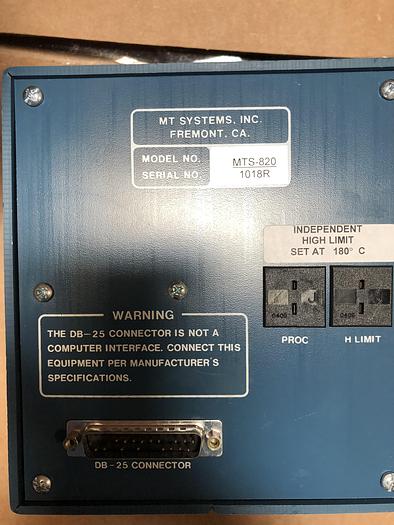 MT SYSTEMS, INC.
FREMONT, CA.
MODEL NO. MTS-820
SERIAL NO. 1018R
INDEPENDENT
HIGH LIMIT
SET AT 180° C
PROC
H LIMIT
WARNING
THE DB-25 CONNECTOR IS NOT A
COMPUTER INTERFACE. CONNECT THIS
EQUIPMENT PER MANUFACTURER'S
SPECIFICATIONS.
DB-25 CONNECTOR